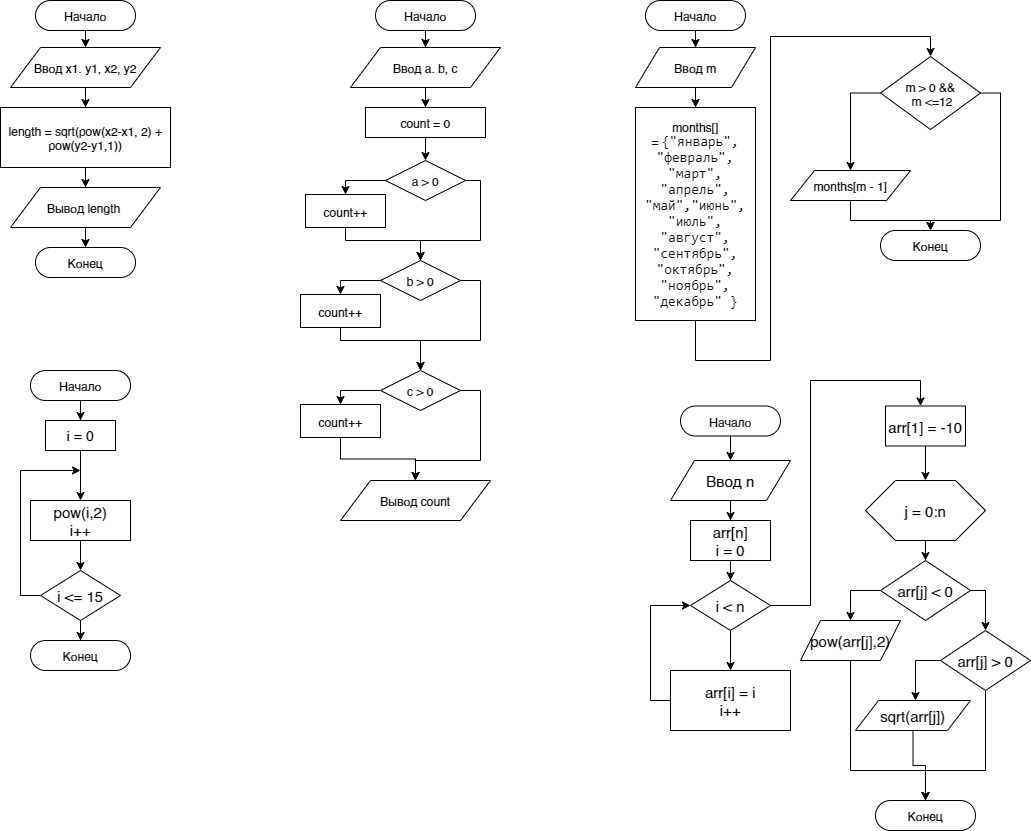 Начало
Ввод x1. y1, x2, y2
length = sqrt(pow(x2-x1, 2) +
pow(y2-y1,1))
Вывод length
Конец
Начало
Ввод a. b, c
count = 0
a > 0
count++
b > 0
count++
c > 0
count++
Вывод count
Начало
Ввод m
months[]
={"январь",
"февраль",
"март",
"апрель",
"май","июнь",
"июль",
"август",
"сентябрь",
"октябрь",
"ноябрь",
"декабрь" }
m > 0 &&
m <=12
months[m - 1]
Конец
Начало
i = 0
pow(i,2)
i++
i <= 15
Конец
Начало
Ввод n
arr[n]
i = 0
i < n
arr[i] = i
i++
arr[1] = -10
j = 0:n
arr[j] < 0
pow(arr[j],2)
arr[j] > 0
sqrt(arr[j])
Конец